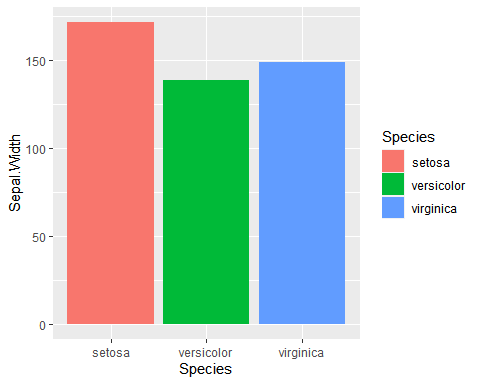 Sepal.Width
150
100
50
0
setosa versicolor virginica
Species
Species
setosa
versicolor
virginica